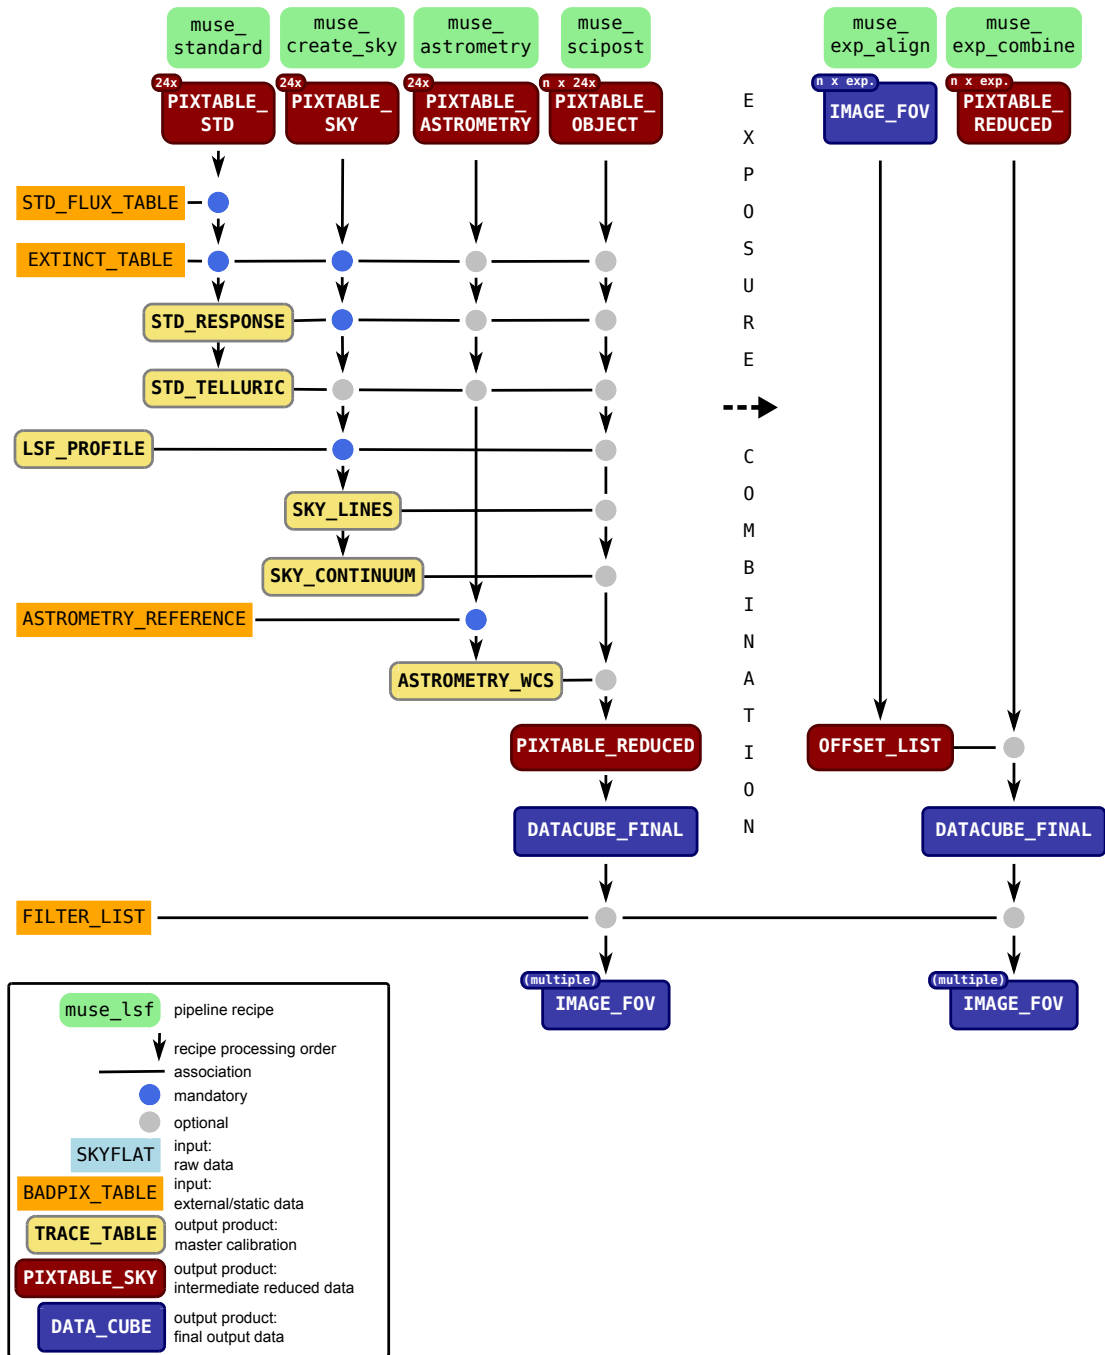 muse_
standard
muse_
create_sky
muse_
astrometry
muse_
scipost
muse_
exp_align
muse_
exp_combine
24x
PIXTABLE_
STD
24x
PIXTABLE_
SKY
24x
PIXTABLE_
ASTROMETRY
n x 24x
PIXTABLE_
OBJECT
n x exp.
IMAGE_FOV
n x exp.
PIXTABLE_
REDUCED
EXPOSURE
COMBINATION
STD_FLUX_TABLE
EXTINCT_TABLE
STD_RESPONSE
STD_TELLURIC
LSF_PROFILE
SKY_LINES
SKY_CONTINUUM
ASTROMETRY_REFERENCE
ASTROMETRY_WCS
PIXTABLE_REDUCED
OFFSET_LIST
DATACUBE_FINAL
DATACUBE_FINAL
FILTER_LIST
(multiple)
IMAGE_FOV
(multiple)
IMAGE_FOV
muse_lsf
pipeline recipe
recipe processing order
association
mandatory
optional
SKYFLAT
input:
raw data
BADPIX_TABLE
input:
external/static data
TRACE_TABLE
output product:
master calibration
PIXTABLE_SKY
output product:
intermediate reduced data
DATA_CUBE
output product:
final output data